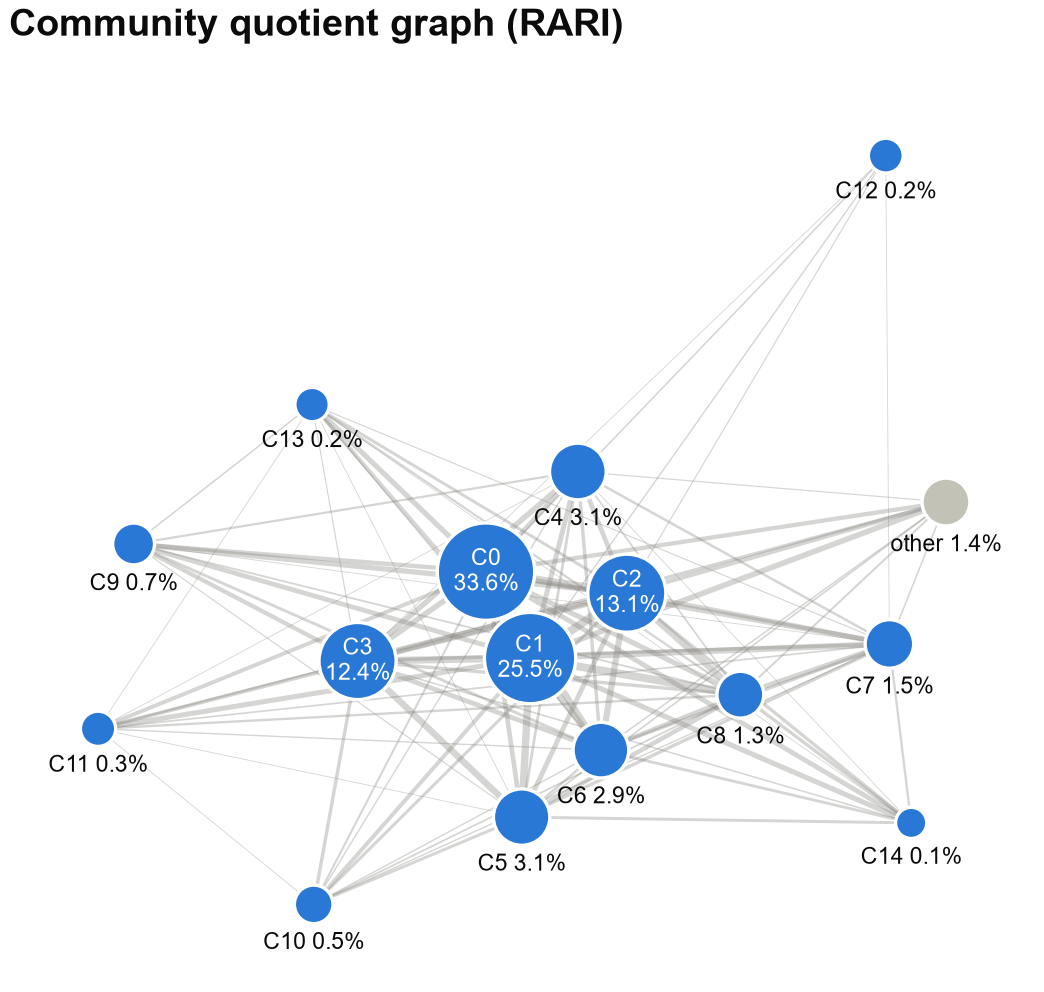 Community quotient graph (RARI)
C12 0.2%
C13 0.2%
C4 3.1%
other 1.4%
C0
33.6%
C2
13.1%
C9 0.7%
C3
12.4%
C1
25.5%
C7 1.5%
C8 1.3%
C11 0.3%
C6 2.9%
C5 3.1%
C14 0.1%
C10 0.5%